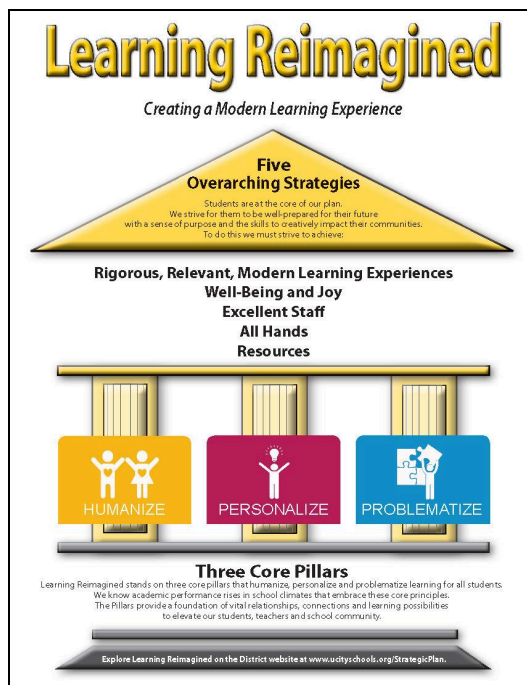 Learning Reimagined
Creating a Modern Learning Experience
Five
Overarching Strategies
Students are at the core of our plan.
We strive for them to be well-prepared for their future
with a sense of purpose and the skills to creatively impact their communities.
To do this we must strive to achieve:
Rigorous, Relevant, Modern Learning Experiences
Well-Being and Joy
Excellent Staff
All Hands
Resources
HUMANIZE
PERSONALIZE
PROBLEMATIZE
Three Core Pillars
Learning Reimagined stands on three core pillars that humanize, personalize and problematize learning for all students.
We know academic performance rises in school climates that embrace these core principles.
The Pillars provide a foundation of vital relationships, connections and learning possibilities
to elevate our students, teachers and school community.
Explore Learning Reimagined on the District website at www.ucityschools.org/StrategicPlan.